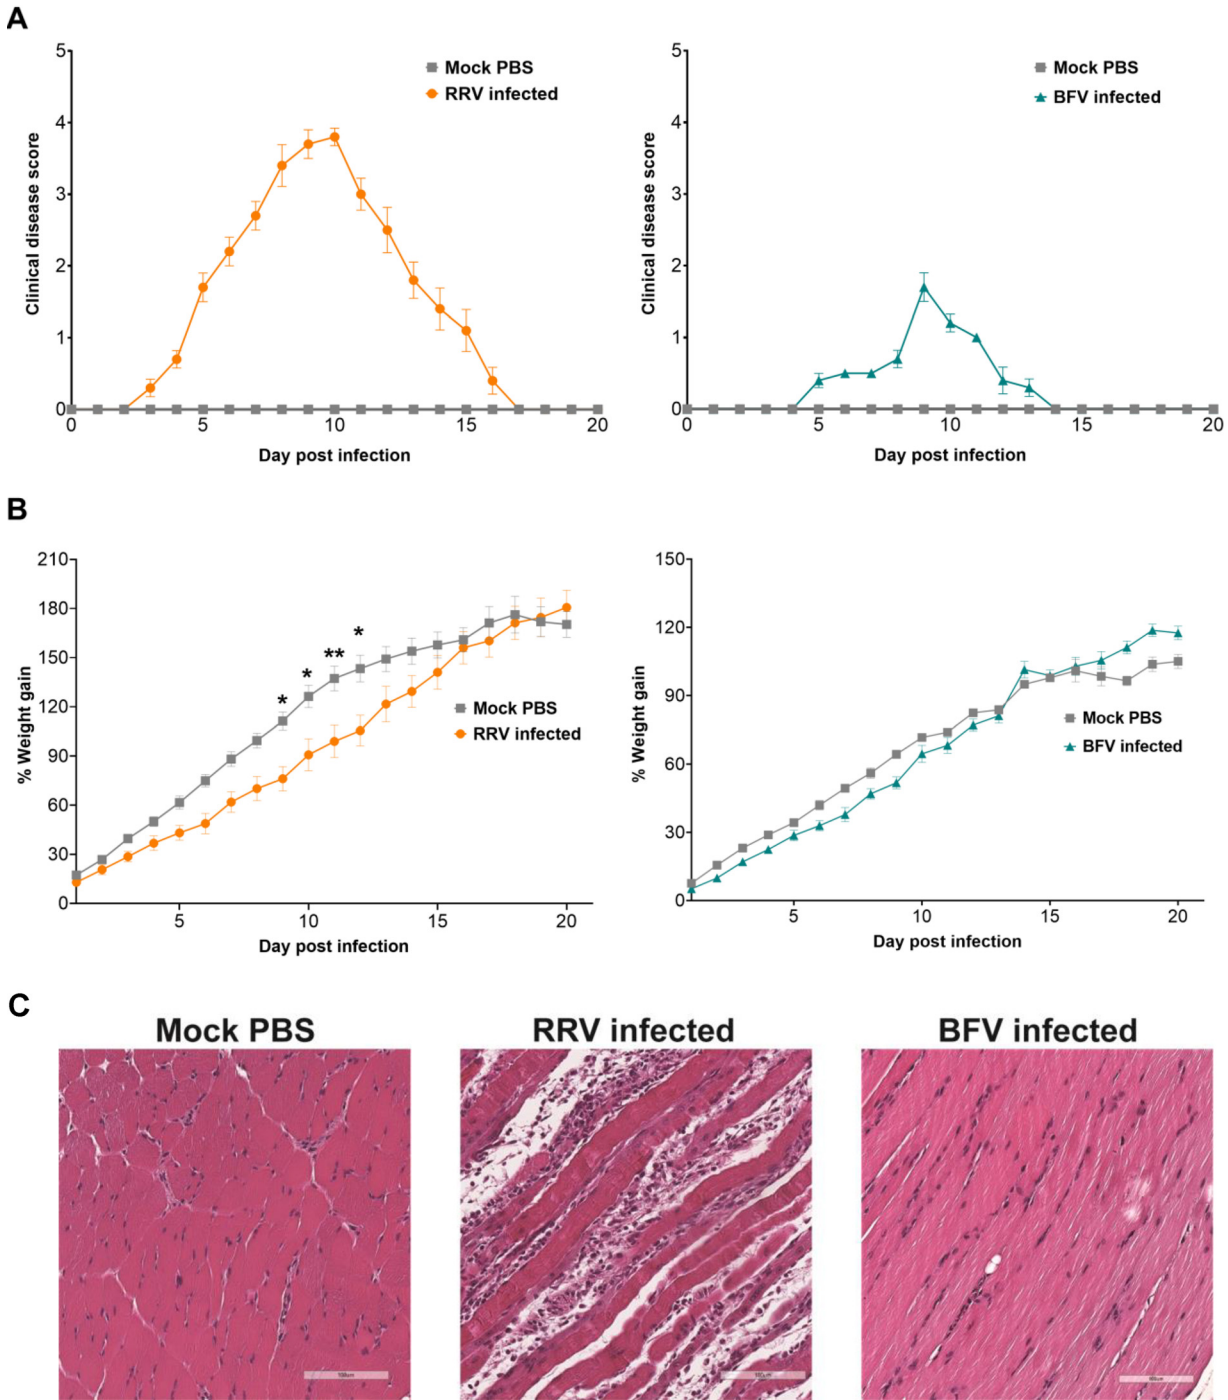 A
5
4
3
2
1
0
Clinical disease score
Mock PBS
RRV infected
0 5 10 15 20
Day post infection
5
4
3
2
1
0
Clinical disease score
Mock PBS
BFV infected
0 5 10 15 20
Day post infection
B
210
180
150
120
90
60
30
0
% Weight gain
*
*
**
*
Mock PBS
RRV infected
5 10 15 20
Day post infection
150
120
90
60
30
0
% Weight gain
Mock PBS
BFV infected
5 10 15 20
Day post infection
C
Mock PBS
RRV infected
BFV infected
100um
100um